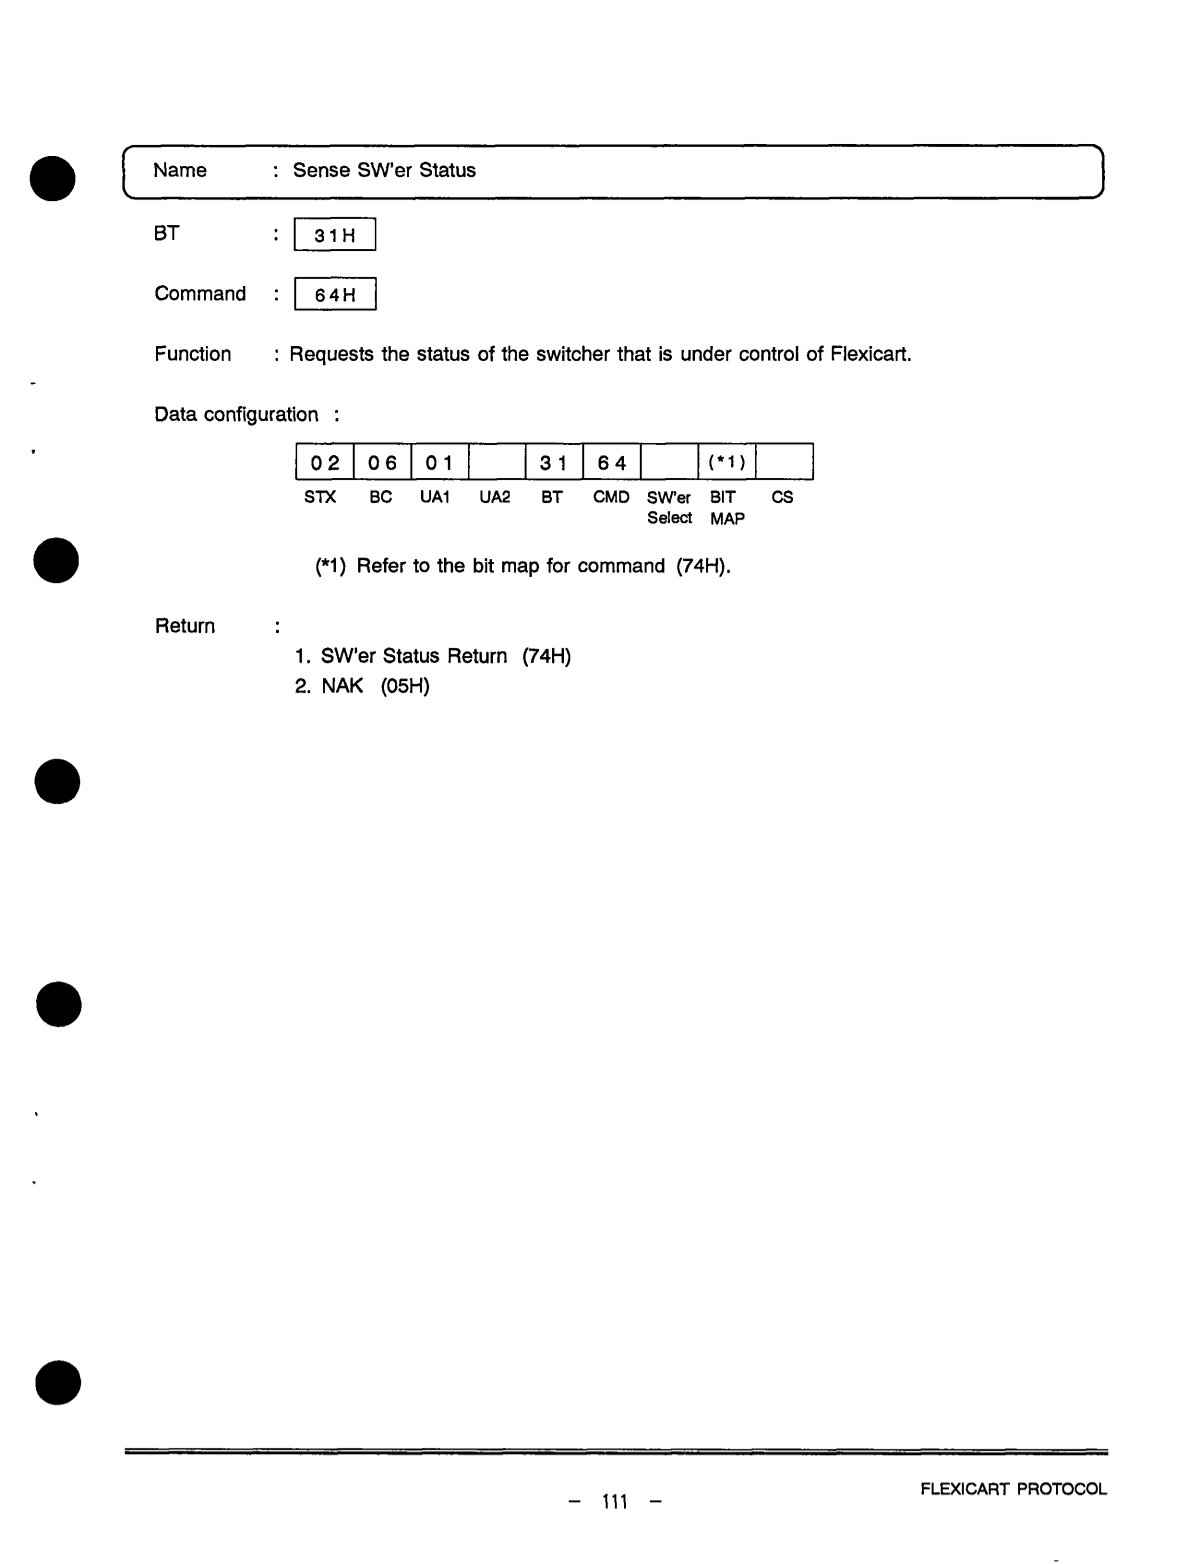 Name : Sense SW'er Status
BT : 31H
Command : 64H
Function : Requests the status of the switcher that is under control of Flexicart.
Data configuration :
02 06 01 31 64 (*1)
STX BC UA1 UA2 BT CMD SW'er Select BIT MAP CS
(*1) Refer to the bit map for command (74H).
Return :
1. SW'er Status Return (74H)
2. NAK (05H)
FLEXICART PROTOCOL
– 111 –